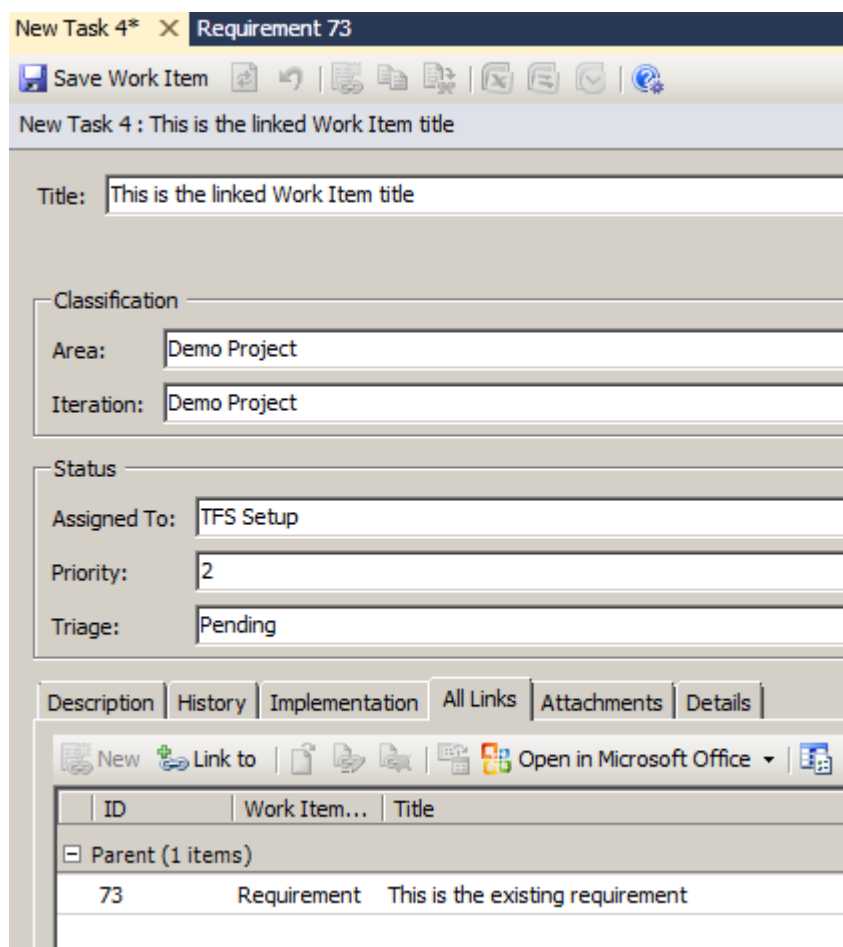 New Task 4* Requirement 73
Save Work Item
New Task 4 : This is the linked Work Item title
Title: This is the linked Work Item title
Classification
Area: Demo Project
Iteration: Demo Project
Status
Assigned To: TFS Setup
Priority: 2
Triage: Pending
Description History Implementation All Links Attachments Details
New Link to Open in Microsoft Office
ID Work Item... Title
Parent (1 items)
73 Requirement This is the existing requirement